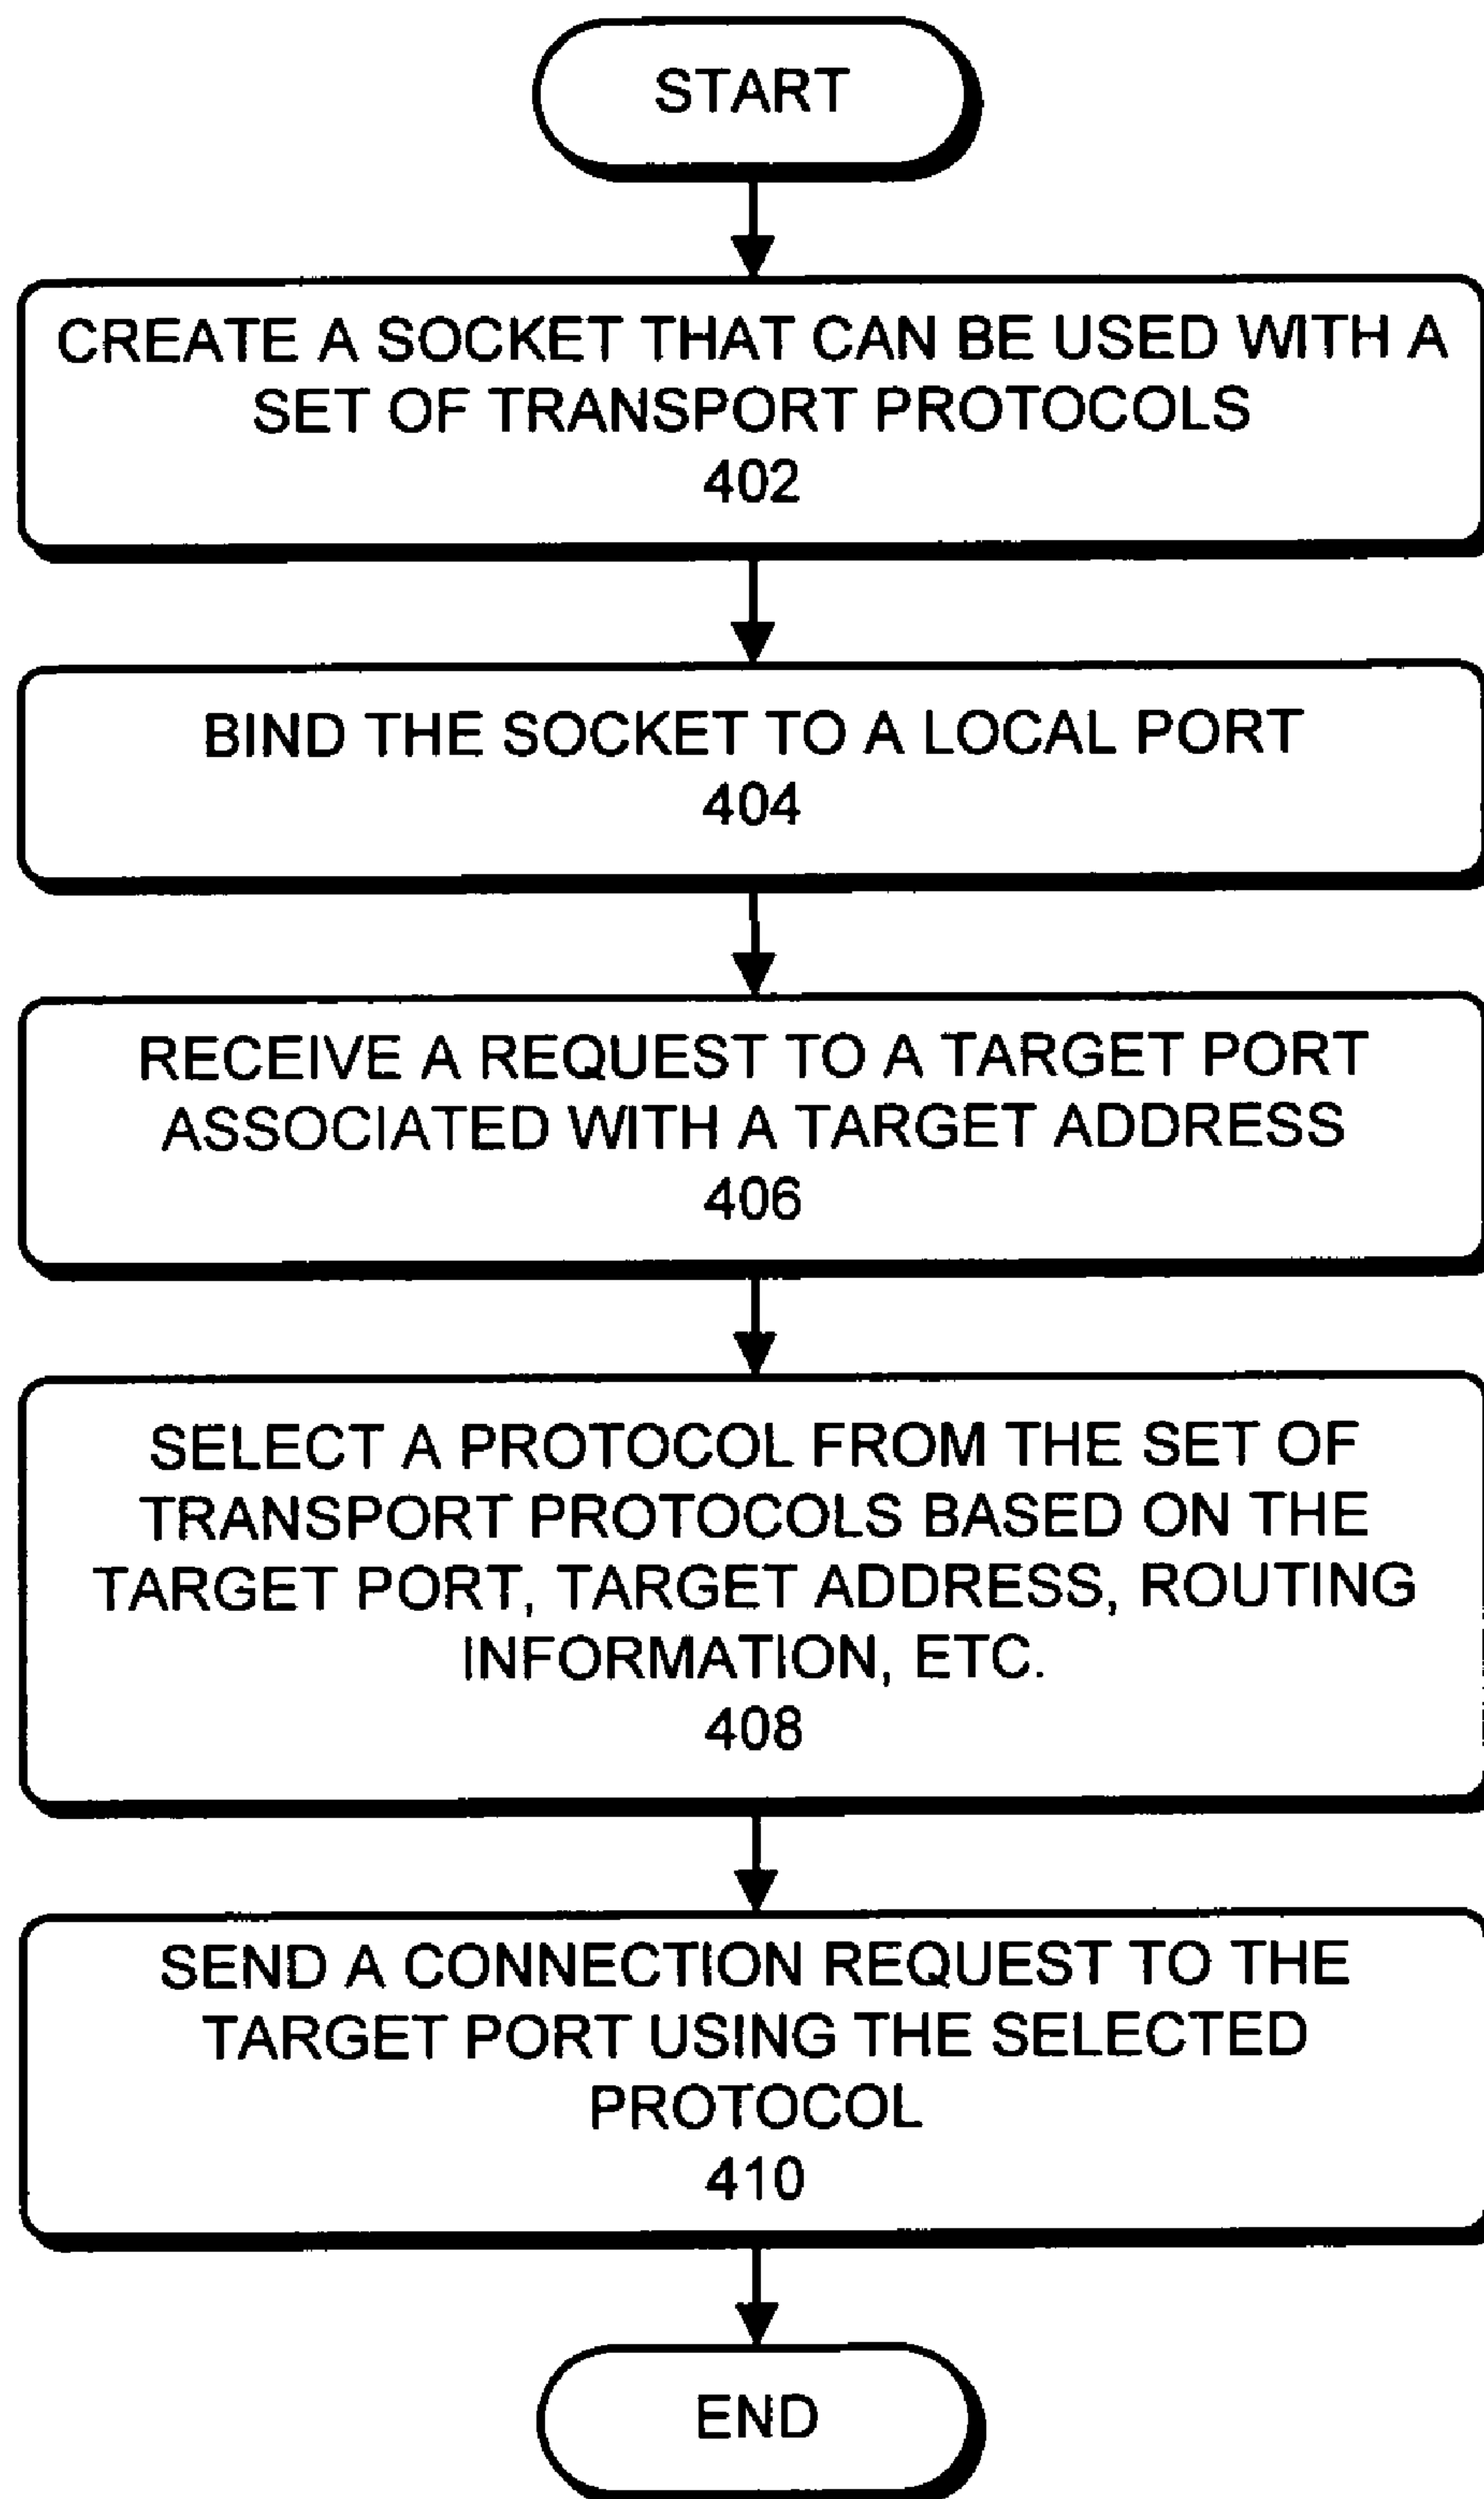 START
CREATE A SOCKET THAT CAN BE USED WITH A
SET OF TRANSPORT PROTOCOLS
402
BIND THE SOCKET TO A LOCAL PORT
404
RECEIVE A REQUEST TO A TARGET PORT
ASSOCIATED WITH A TARGET ADDRESS
406
SELECT A PROTOCOL FROM THE SET OF
TRANSPORT PROTOCOLS BASED ON THE
TARGET PORT, TARGET ADDRESS, ROUTING
INFORMATION, ETC.
408
SEND A CONNECTION REQUEST TO THE
TARGET PORT USING THE SELECTED
PROTOCOL
410
END